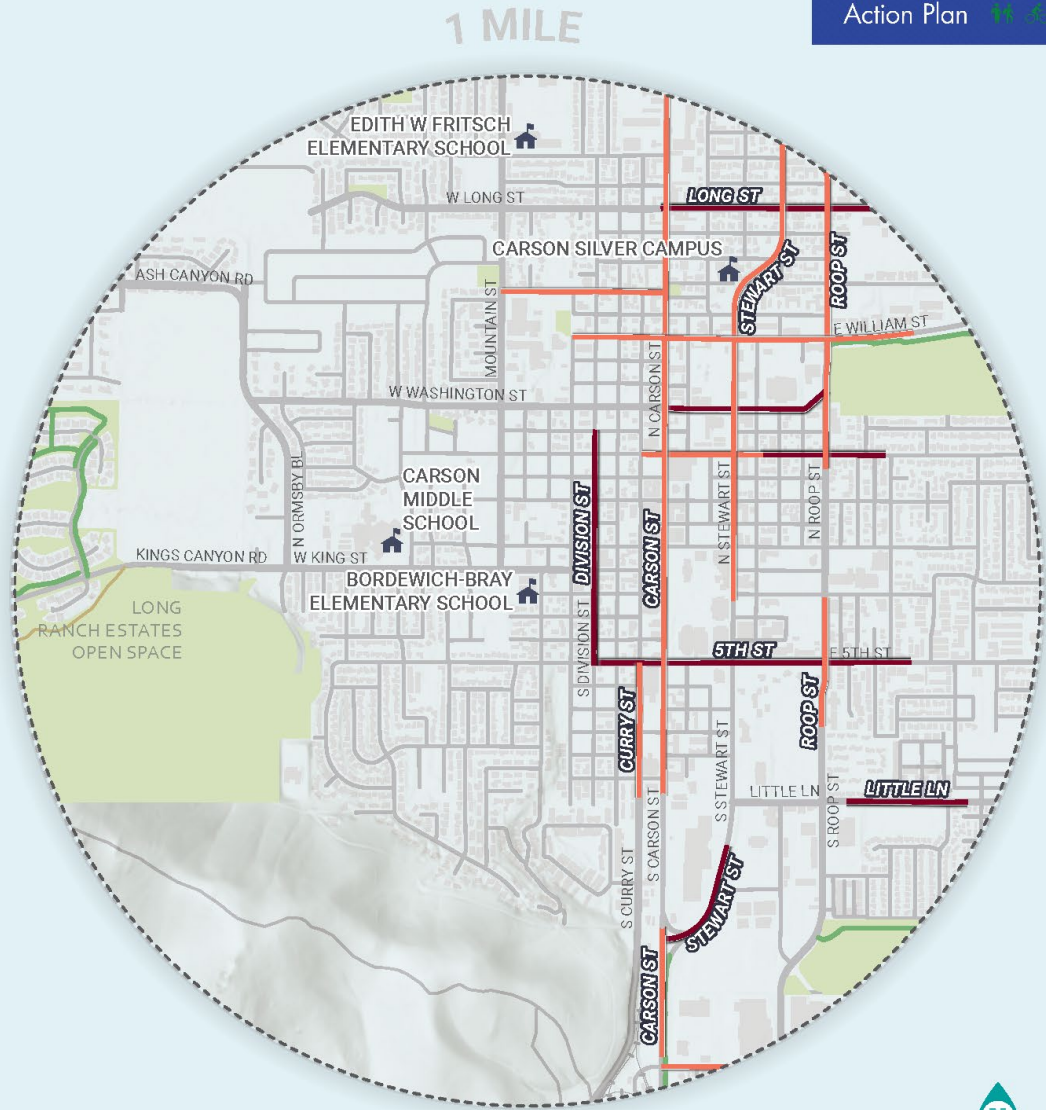 1 MILE
Action Plan
EDITH W FRITSCH
ELEMENTARY SCHOOL
W LONG ST
LONG ST
CARSON SILVER CAMPUS
ASH CANYON RD
MOUNTAIN ST
STEWART ST
ROOP ST
E WILLIAM ST
N CARSON ST
W WASHINGTON ST
N ORMSBY BL
CARSON
MIDDLE
SCHOOL
DIVISION ST
CARSON ST
N STEWART ST
N ROOP ST
KINGS CANYON RD
W KING ST
BORDEWICH-BRAY
ELEMENTARY SCHOOL
LONG
RANCH ESTATES
OPEN SPACE
S DIVISION ST
5TH ST
E 5TH ST
CURRY ST
ROOP ST
S STEWART ST
LITTLE LN
LITTLE LN
S CARSON ST
S ROOP ST
S CURRY ST
STEWART ST
CARSON ST